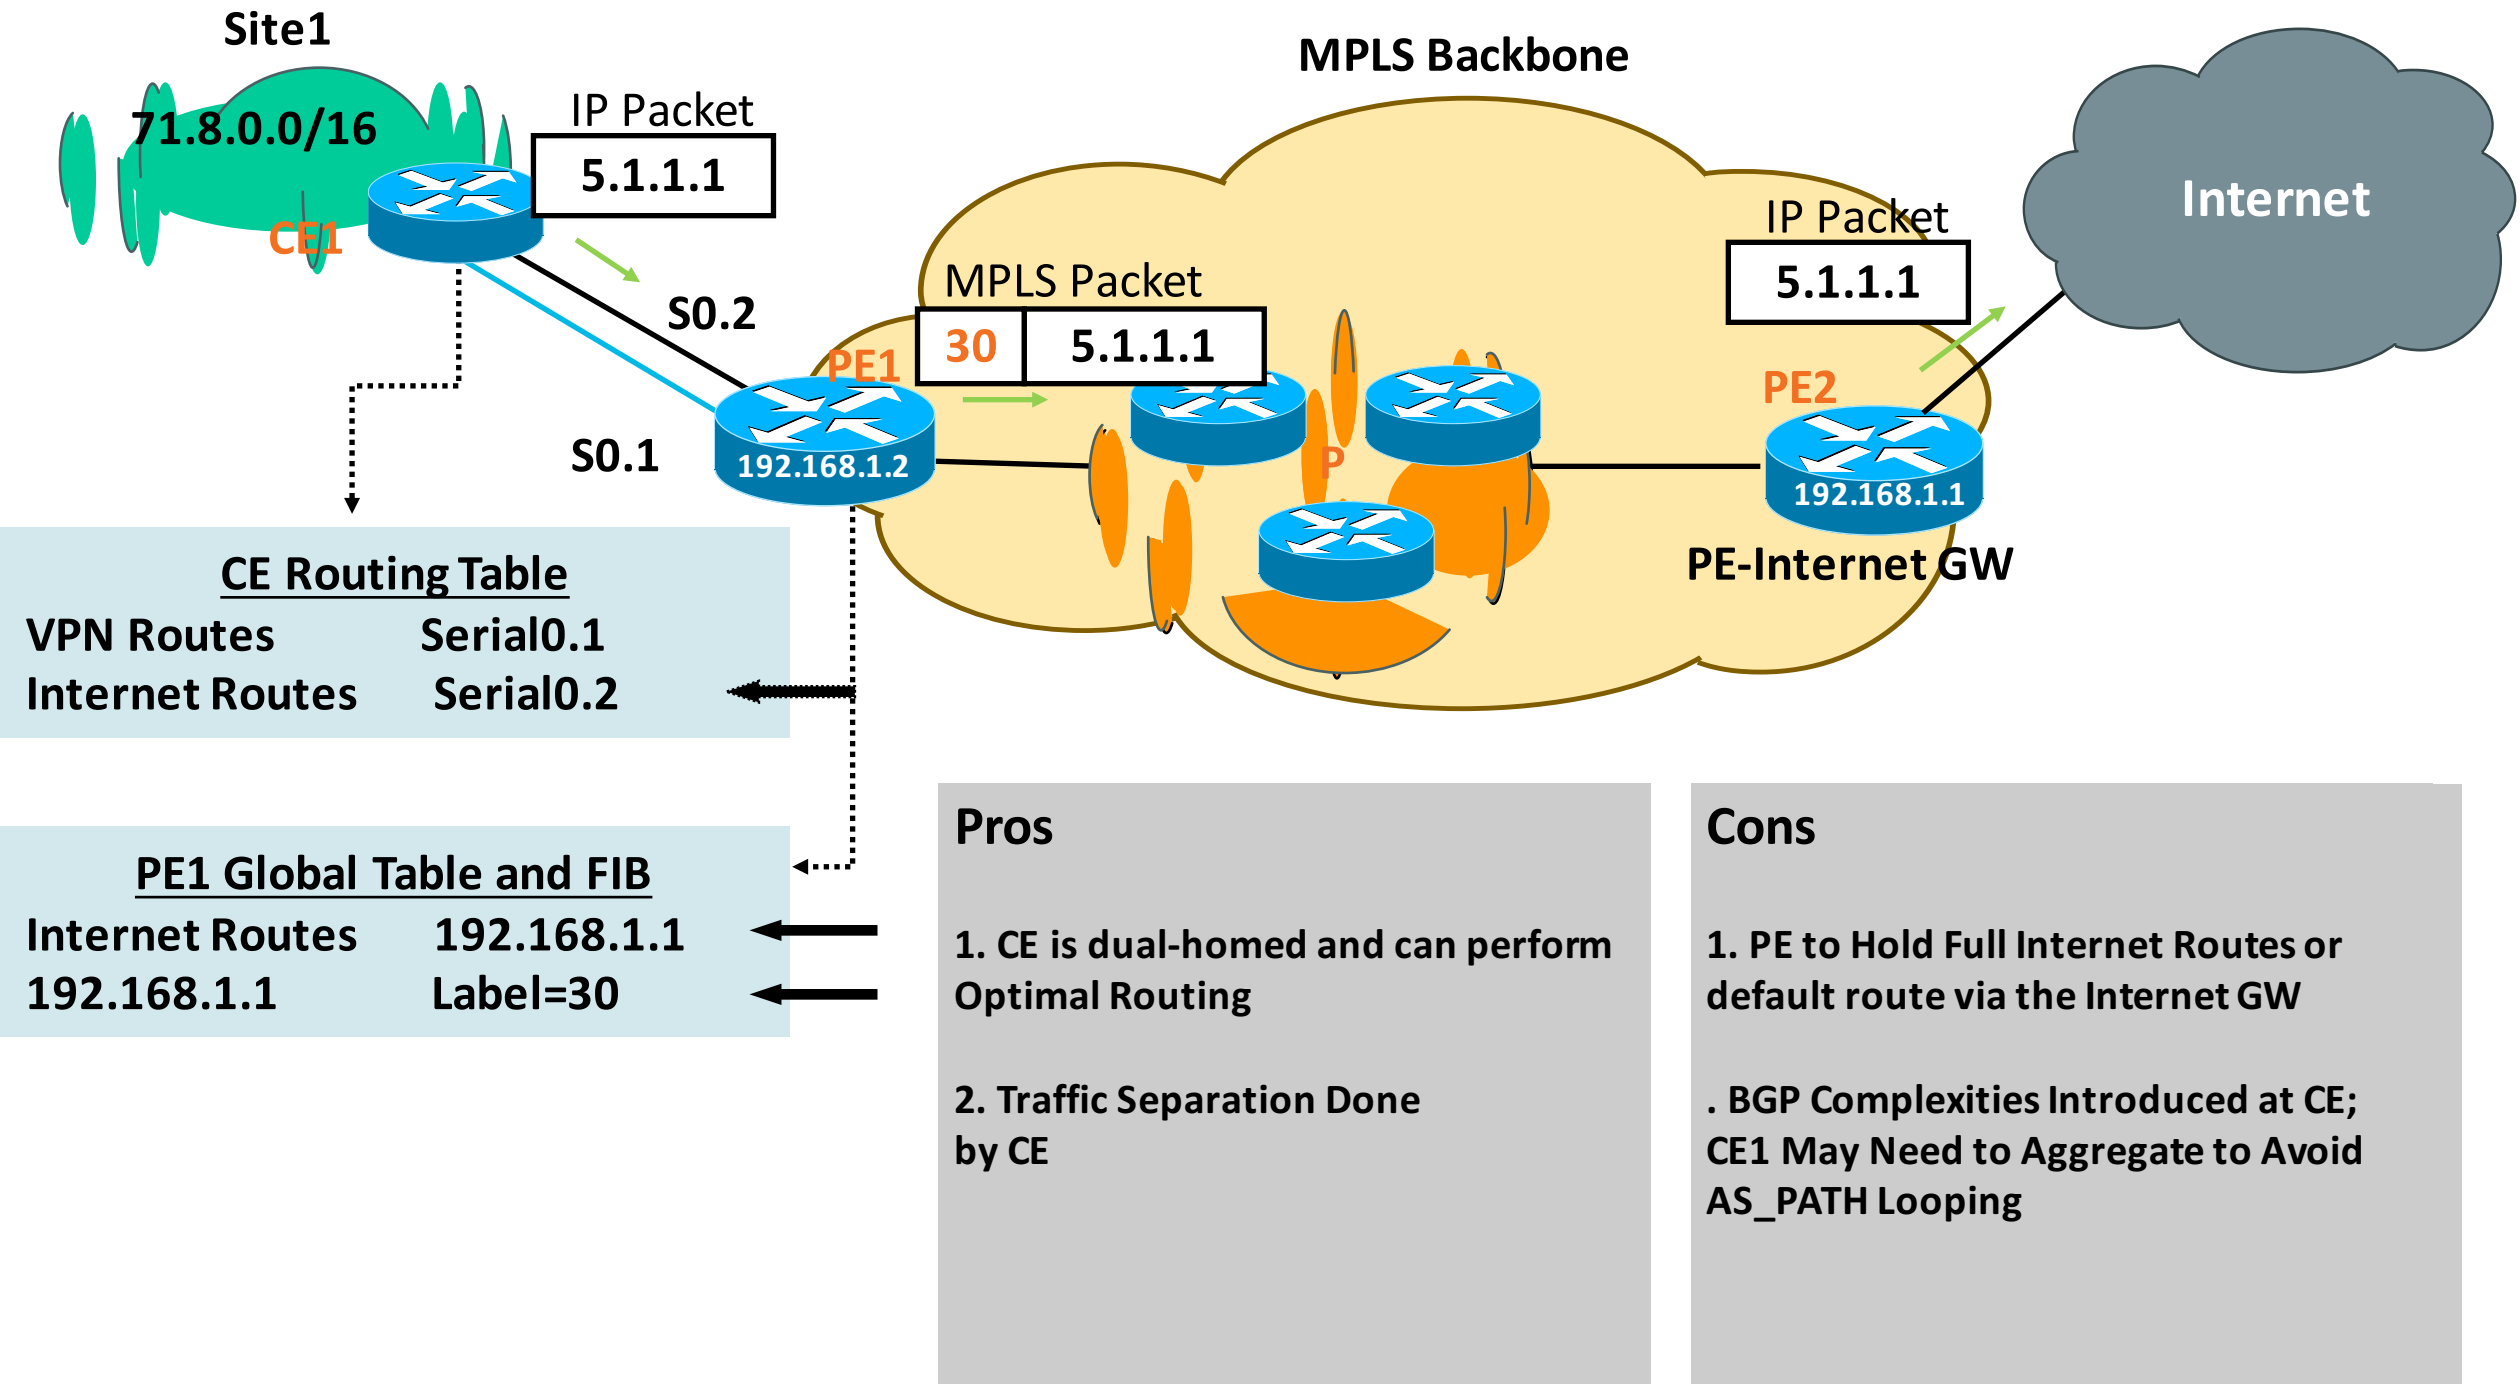 Site1
MPLS Backbone
71.8.0.0/16
IP Packet
5.1.1.1
Internet
IP Packet
5.1.1.1
CE1
MPLS Packet
30 5.1.1.1
S0.2
PE1
PE2
S0.1
192.168.1.2
P
192.168.1.1
PE-Internet GW
CE Routing Table
VPN Routes Serial0.1
Internet Routes Serial0.2
PE1 Global Table and FIB
Internet Routes 192.168.1.1
192.168.1.1 Label=30
Pros
1. CE is dual-homed and can perform
Optimal Routing
2. Traffic Separation Done
by CE
Cons
1. PE to Hold Full Internet Routes or
default route via the Internet GW
. BGP Complexities Introduced at CE;
CE1 May Need to Aggregate to Avoid
AS_PATH Looping